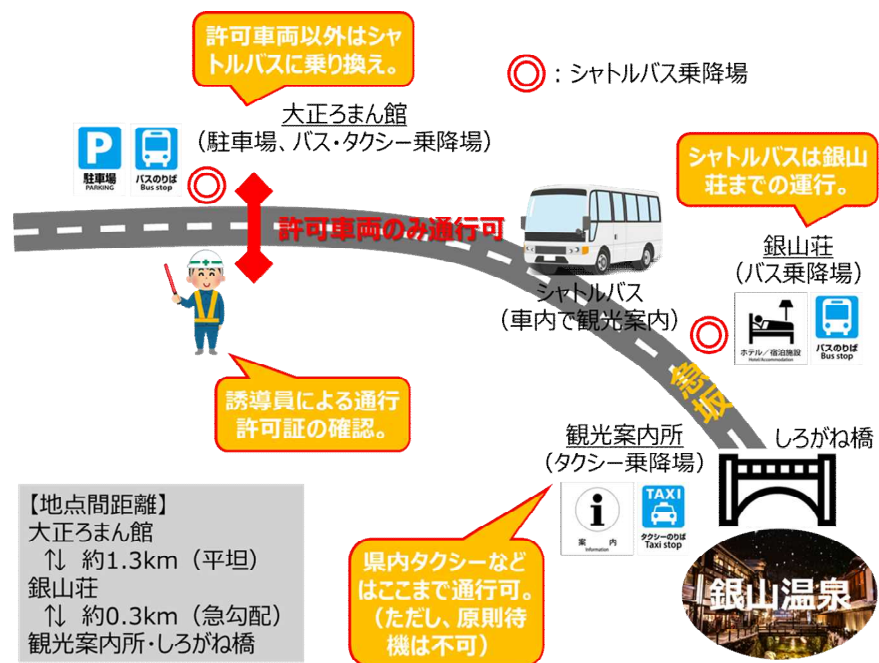 許可車両以外はシャ
トルバスに乗り換え。
：シャトルバス乗降場
大正ろまん館
（駐車場、バス・タクシー乗降場）
P
駐車場
PARKING
バスのりば
Bus stop
シャトルバスは銀山
荘までの運行。
許可車両のみ通行可
銀山荘
（バス乗降場）
シャトルバス
（車内で観光案内）
ホテル／宿泊施設
Hotel/Accommodation
バスのりば
Bus stop
急坂
誘導員による通行
許可証の確認。
観光案内所
（タクシー乗降場）
しろがね橋
i
案　内
Information
TAXI
タクシーのりば
Taxi stop
【地点間距離】
大正ろまん館
⇅ 約1.3km（平坦）
銀山荘
⇅ 約0.3km（急勾配）
観光案内所・しろがね橋
県内タクシーなど
はここまで通行可。
（ただし、原則待
機は不可）
銀山温泉